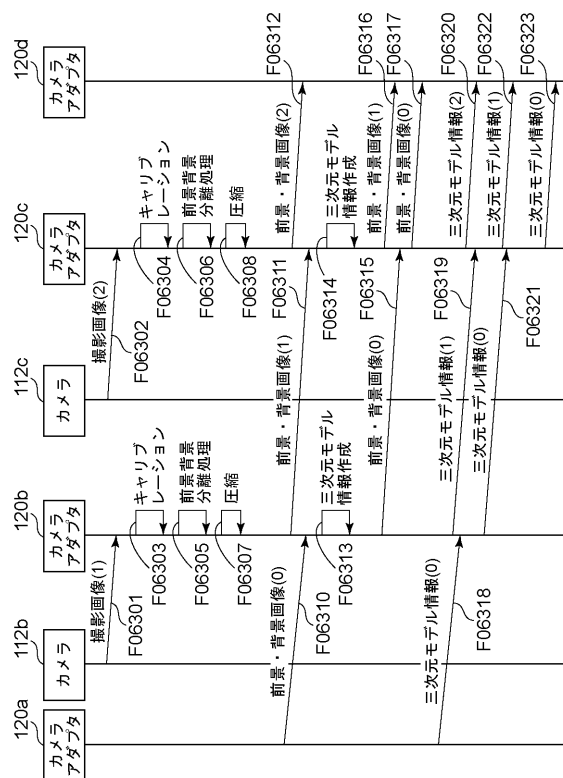 120a
カメラ
アダプタ
112b
カメラ
120b
カメラ
アダプタ
112c
カメラ
120c
カメラ
アダプタ
120d
カメラ
アダプタ
撮影画像(1)
F06301
撮影画像(2)
F06302
キャリブ
レーション
F06303
キャリブ
レーション
F06304
前景背景
分離処理
F06305
前景背景
分離処理
F06306
圧縮
F06307
圧縮
F06308
前景・背景画像(0)
F06310
前景・背景画像(1)
F06311
前景・背景画像(2)
F06312
三次元モデル
情報作成
F06313
三次元モデル
情報作成
F06314
前景・背景画像(0)
F06315
前景・背景画像(1)
F06316
前景・背景画像(0)
F06317
三次元モデル情報(0)
F06318
三次元モデル情報(1)
F06319
三次元モデル情報(2)
F06320
三次元モデル情報(0)
F06321
三次元モデル情報(1)
F06322
三次元モデル情報(0)
F06323